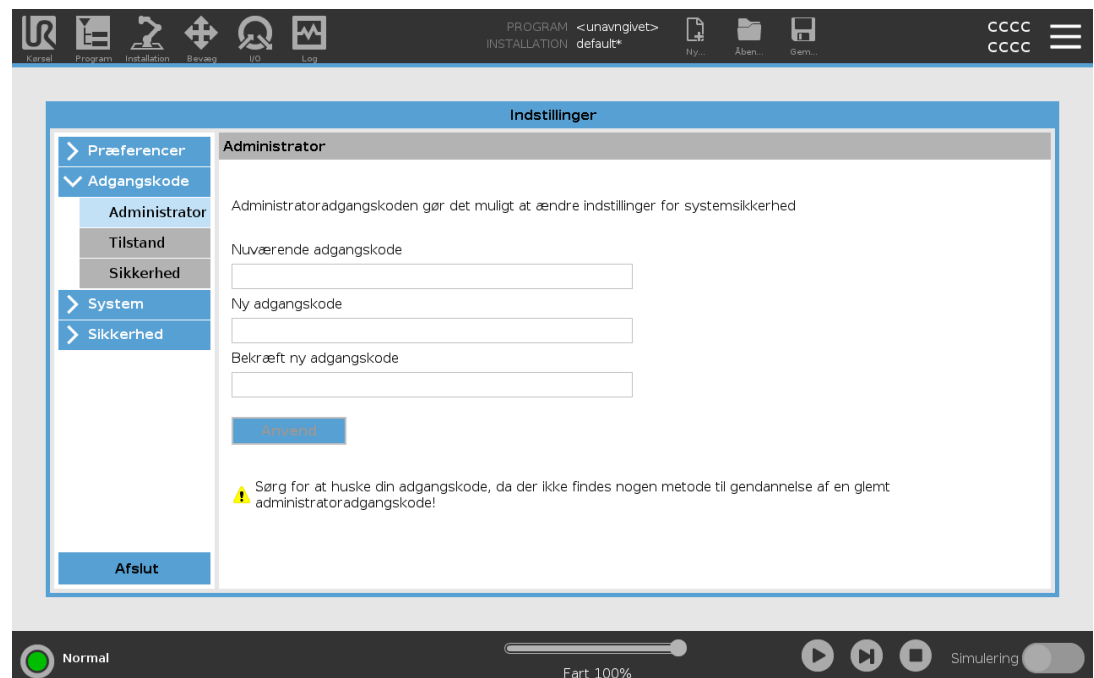 UR
PROGRAM <unavngivet>
INSTALLATION default*
CCCC
CCCC
Kørsel Program Installation Bevæg I/O Log Ny... Åben... Gem...
Indstillinger
Præferencer
Adgangskode
Administrator
Tilstand
Sikkerhed
System
Sikkerhed
Afslut
Administrator
Administratoradgangskoden gør det muligt at ændre indstillinger for systemsikkerhed
Nuværende adgangskode
Ny adgangskode
Bekræft ny adgangskode
Anvend
Sørg for at huske din adgangskode, da der ikke findes nogen metode til gendannelse af en glemt
administratoradgangskode!
Normal
Fart 100%
Simulering